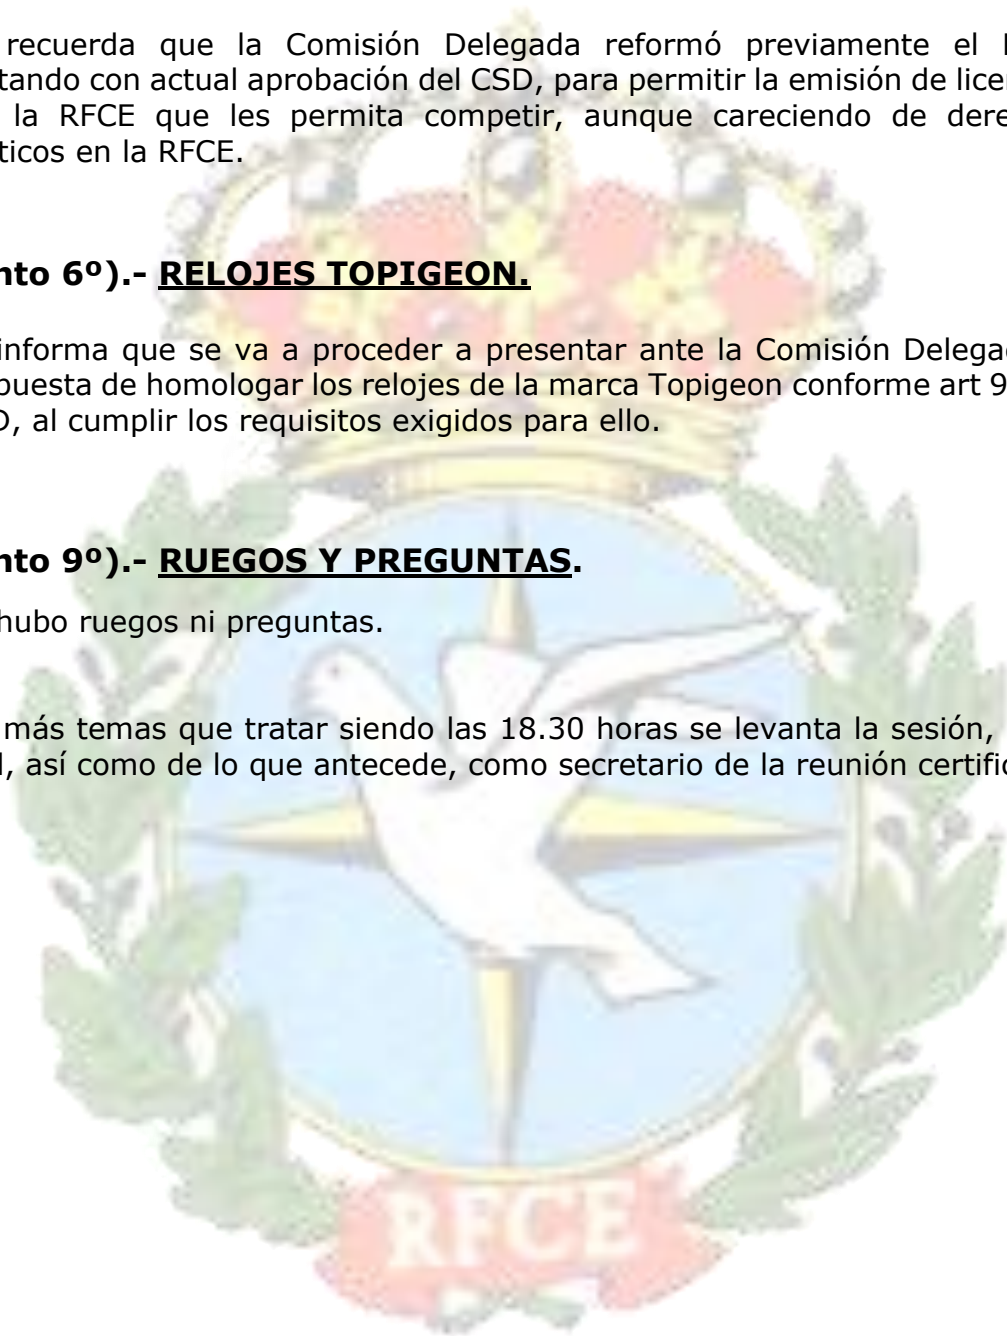 recuerda que la Comisión Delegada reformó previamente el
tando con actual aprobación del CSD, para permitir la emisión de lice
la RFCE que les permita competir, aunque careciendo de dere
ticos en la RFCE.
nto 6º).- RELOJES TOPIGEON.
informa que se va a proceder a presentar ante la Comisión Delega
puesta de homologar los relojes de la marca Topigeon conforme art 9
, al cumplir los requisitos exigidos para ello.
nto 9º).- RUEGOS Y PREGUNTAS.
hubo ruegos ni preguntas.
más temas que tratar siendo las 18.30 horas se levanta la sesión,
, así como de lo que antecede, como secretario de la reunión certific
RFCE